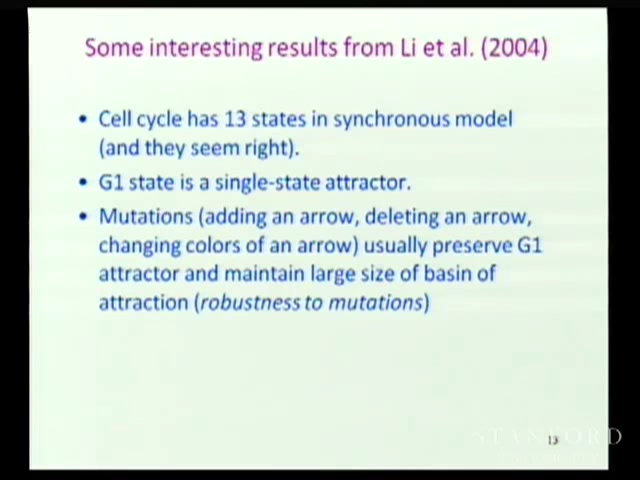 Some interesting results from Li et al. (2004)
• Cell cycle has 13 states in synchronous model
(and they seem right).
• G1 state is a single-state attractor.
• Mutations (adding an arrow, deleting an arrow,
changing colors of an arrow) usually preserve G1
attractor and maintain large size of basin of
attraction (robustness to mutations)
13
STANFORD